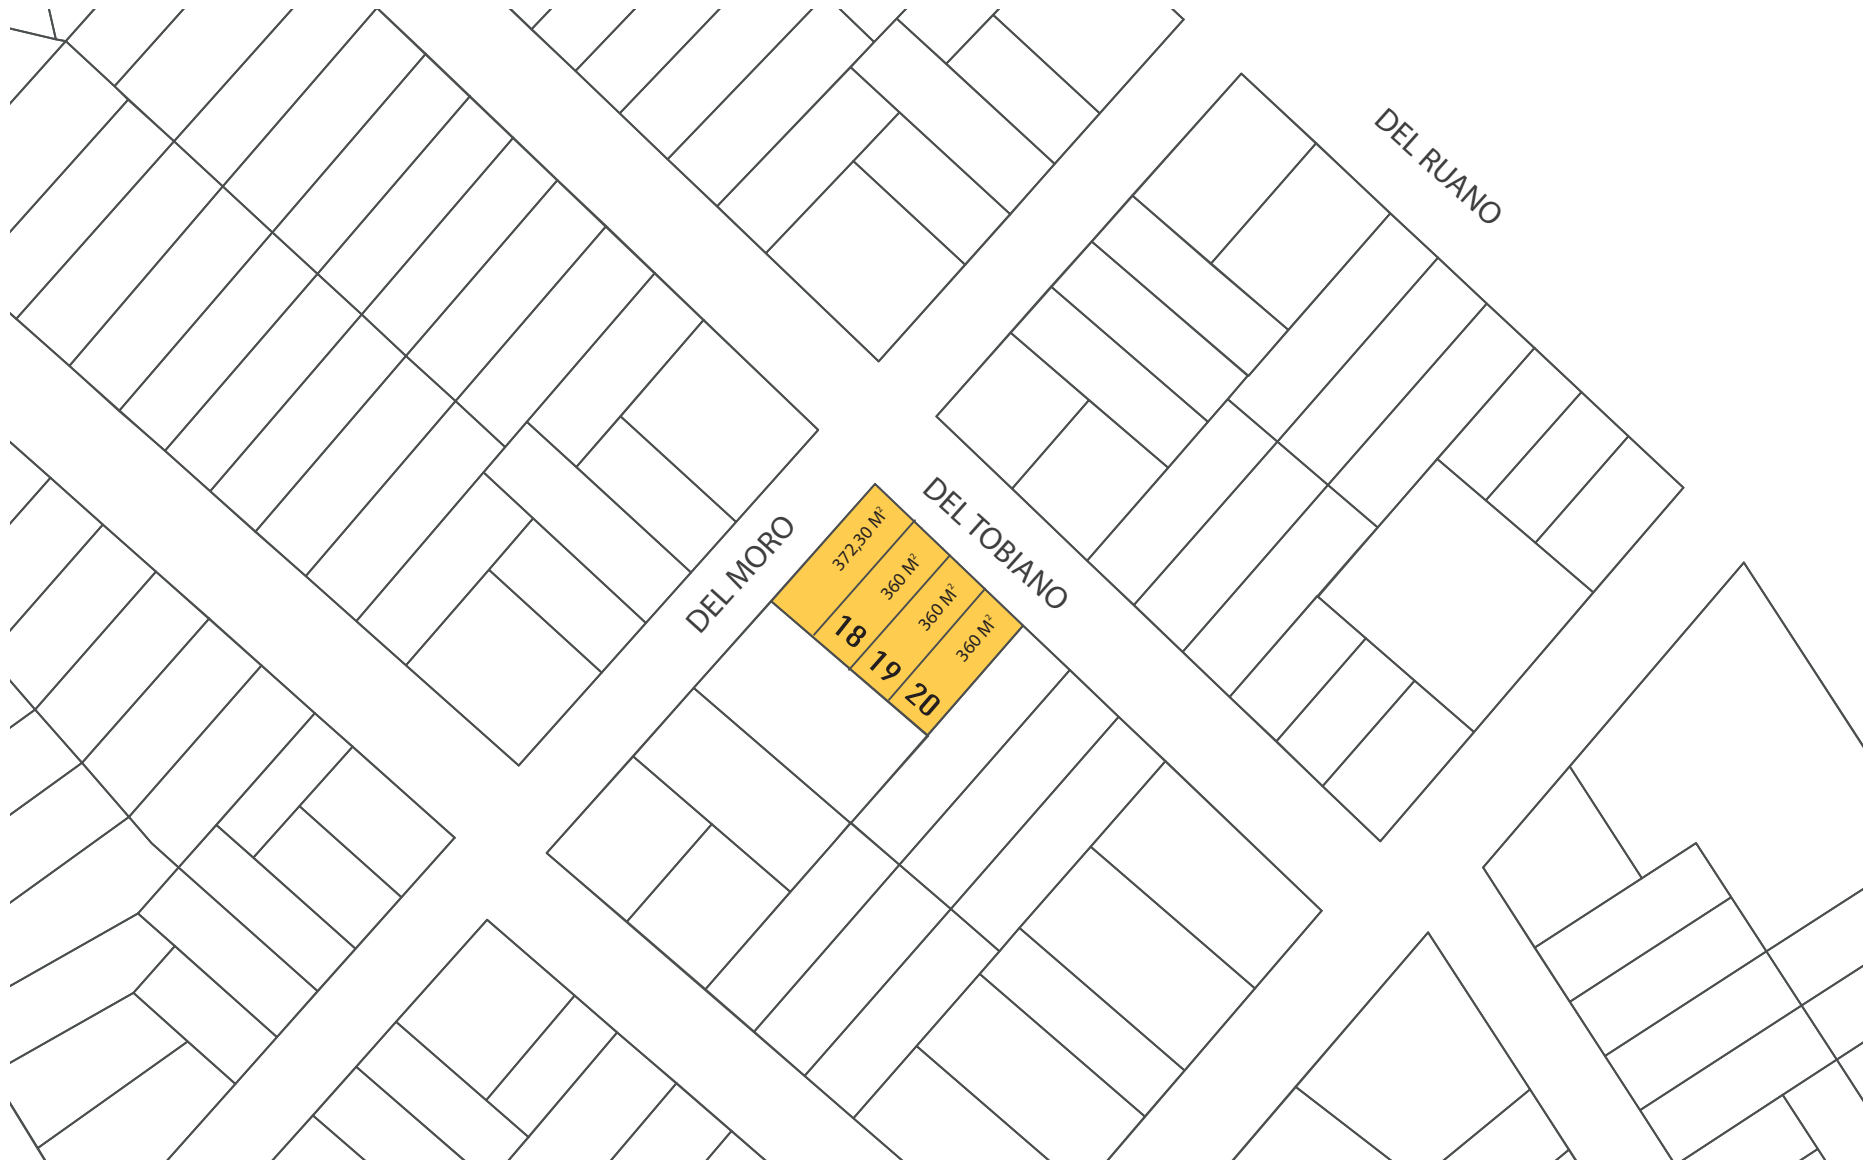 DEL RUANO
DEL TOBIANO
DEL MORO
372,30 M²
360 M²
360 M²
360 M²
18
19
20